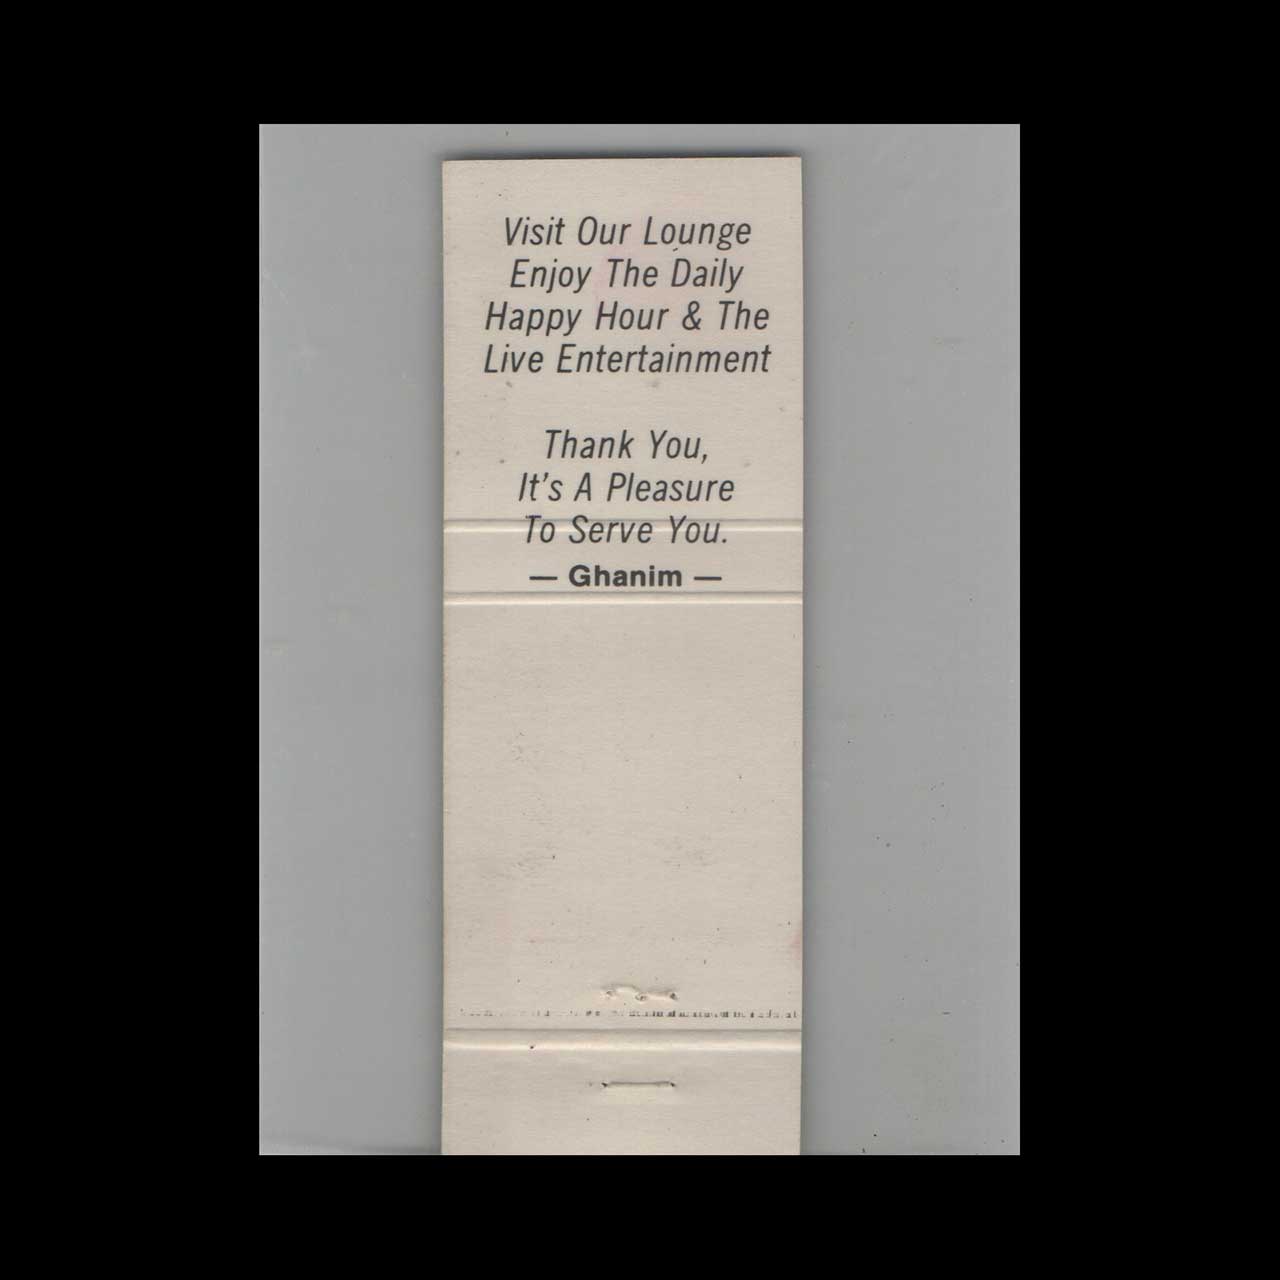 Visit Our Lounge
Enjoy The Daily
Happy Hour & The
Live Entertainment
Thank You,
It's A Pleasure
To Serve You.
— Ghanim —